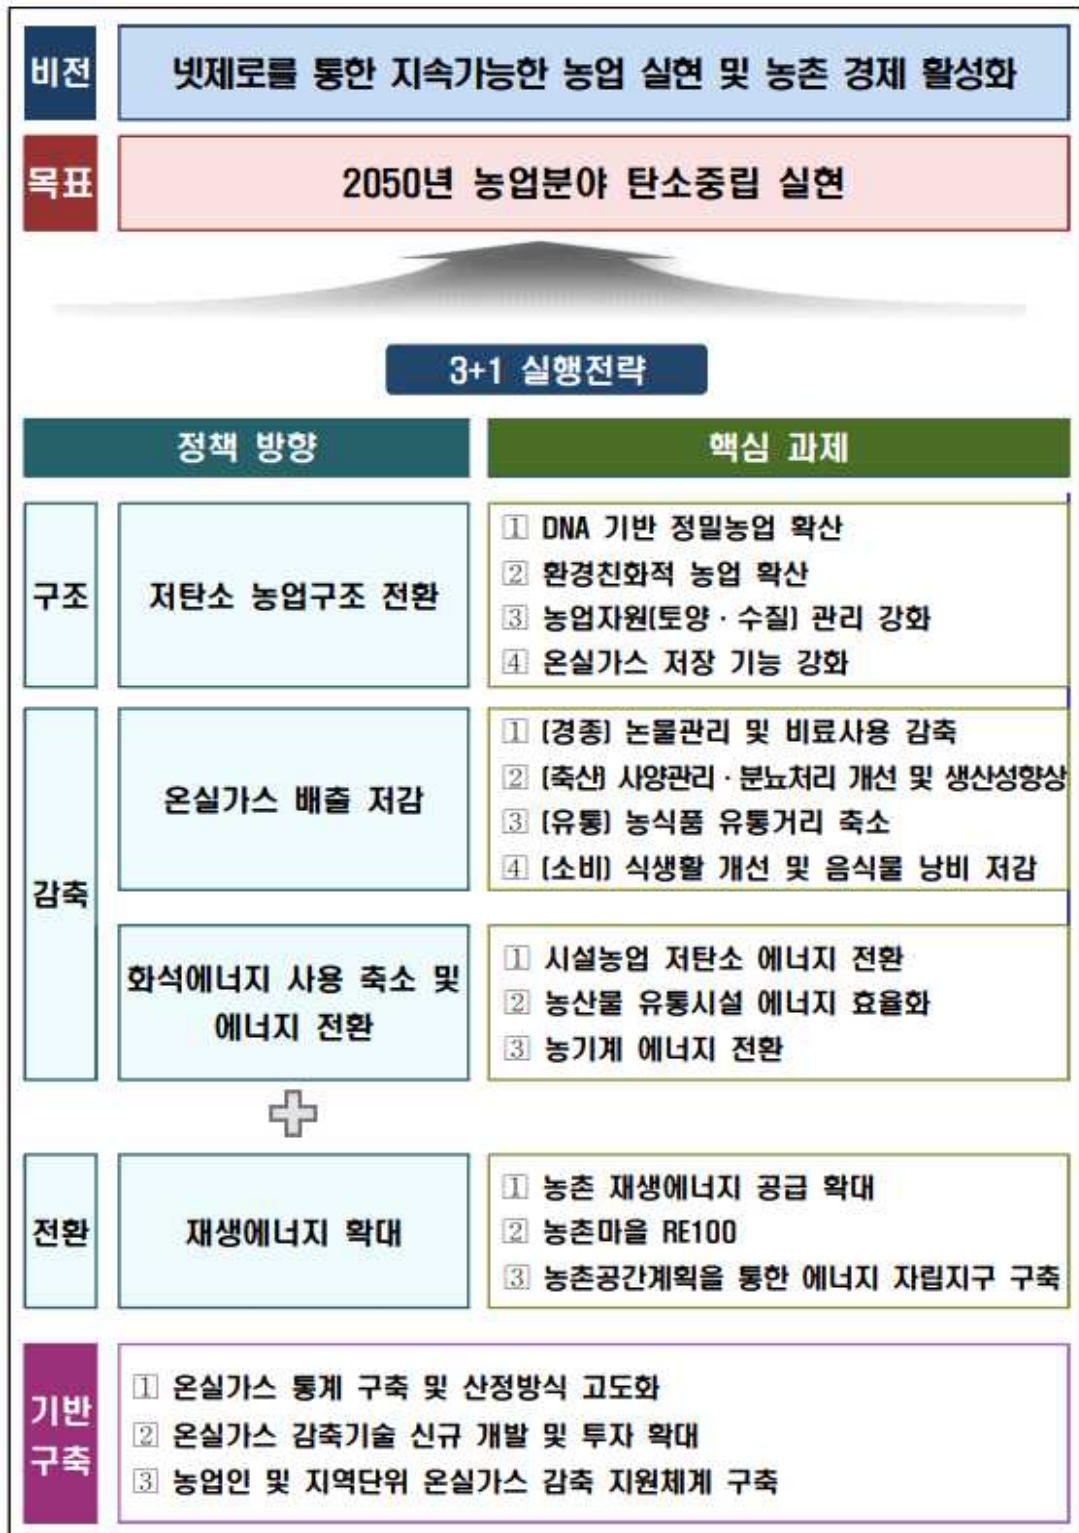 비전
넷제로를 통한 지속가능한 농업 실현 및 농촌 경제 활성화
목표
2050년 농업분야 탄소중립 실현
3+1 실행전략
정책 방향
핵심 과제
구조
저탄소 농업구조 전환
1 DNA 기반 정밀농업 확산
2 환경친화적 농업 확산
3 농업자원(토양·수질) 관리 강화
4 온실가스 저장 기능 강화
감축
온실가스 배출 저감
1 (경종) 논물관리 및 비료사용 감축
2 (축산) 사양관리·분뇨처리 개선 및 생산성향상
3 (유통) 농식품 유통거리 축소
4 (소비) 식생활 개선 및 음식물 낭비 저감
화석에너지 사용 축소 및
에너지 전환
1 시설농업 저탄소 에너지 전환
2 농산물 유통시설 에너지 효율화
3 농기계 에너지 전환
전환
재생에너지 확대
1 농촌 재생에너지 공급 확대
2 농촌마을 RE100
3 농촌공간계획을 통한 에너지 자립지구 구축
기반
구축
1 온실가스 통계 구축 및 산정방식 고도화
2 온실가스 감축기술 신규 개발 및 투자 확대
3 농업인 및 지역단위 온실가스 감축 지원체계 구축